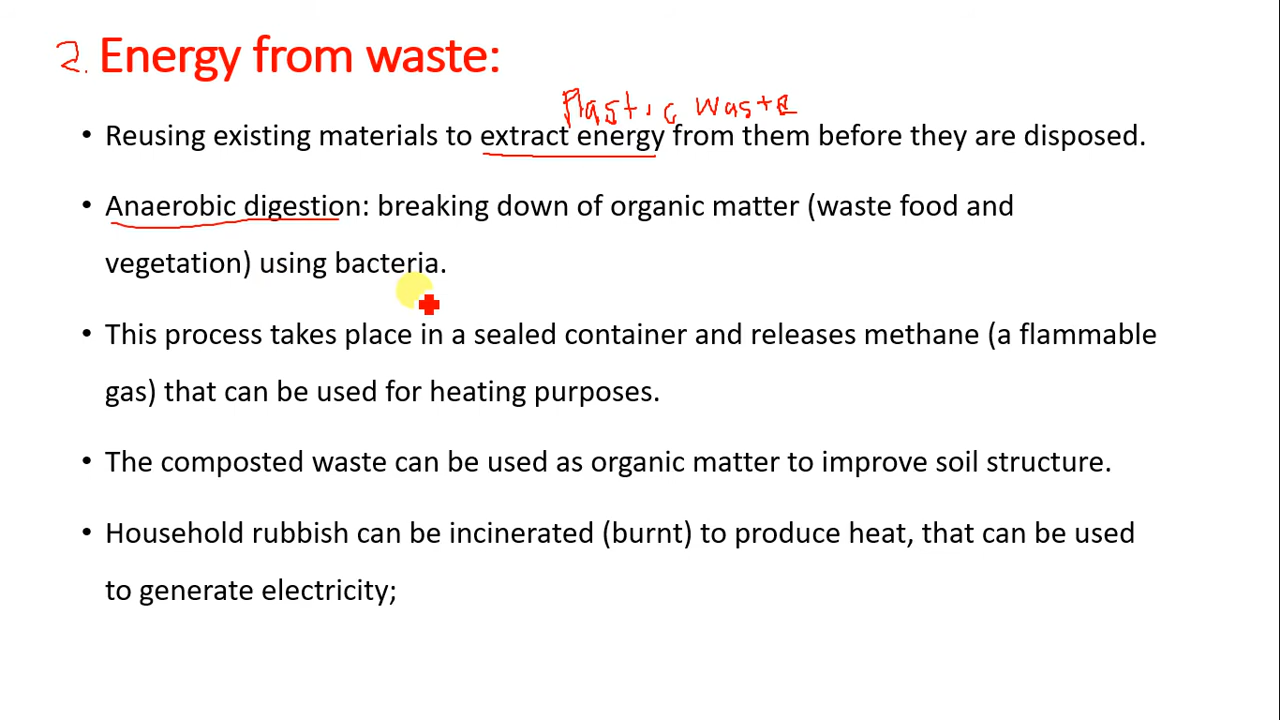 2. Energy from waste:
Plastic waste
• Reusing existing materials to extract energy from them before they are disposed.
• Anaerobic digestion: breaking down of organic matter (waste food and
vegetation) using bacteria.
• This process takes place in a sealed container and releases methane (a flammable
gas) that can be used for heating purposes.
• The composted waste can be used as organic matter to improve soil structure.
• Household rubbish can be incinerated (burnt) to produce heat, that can be used
to generate electricity;